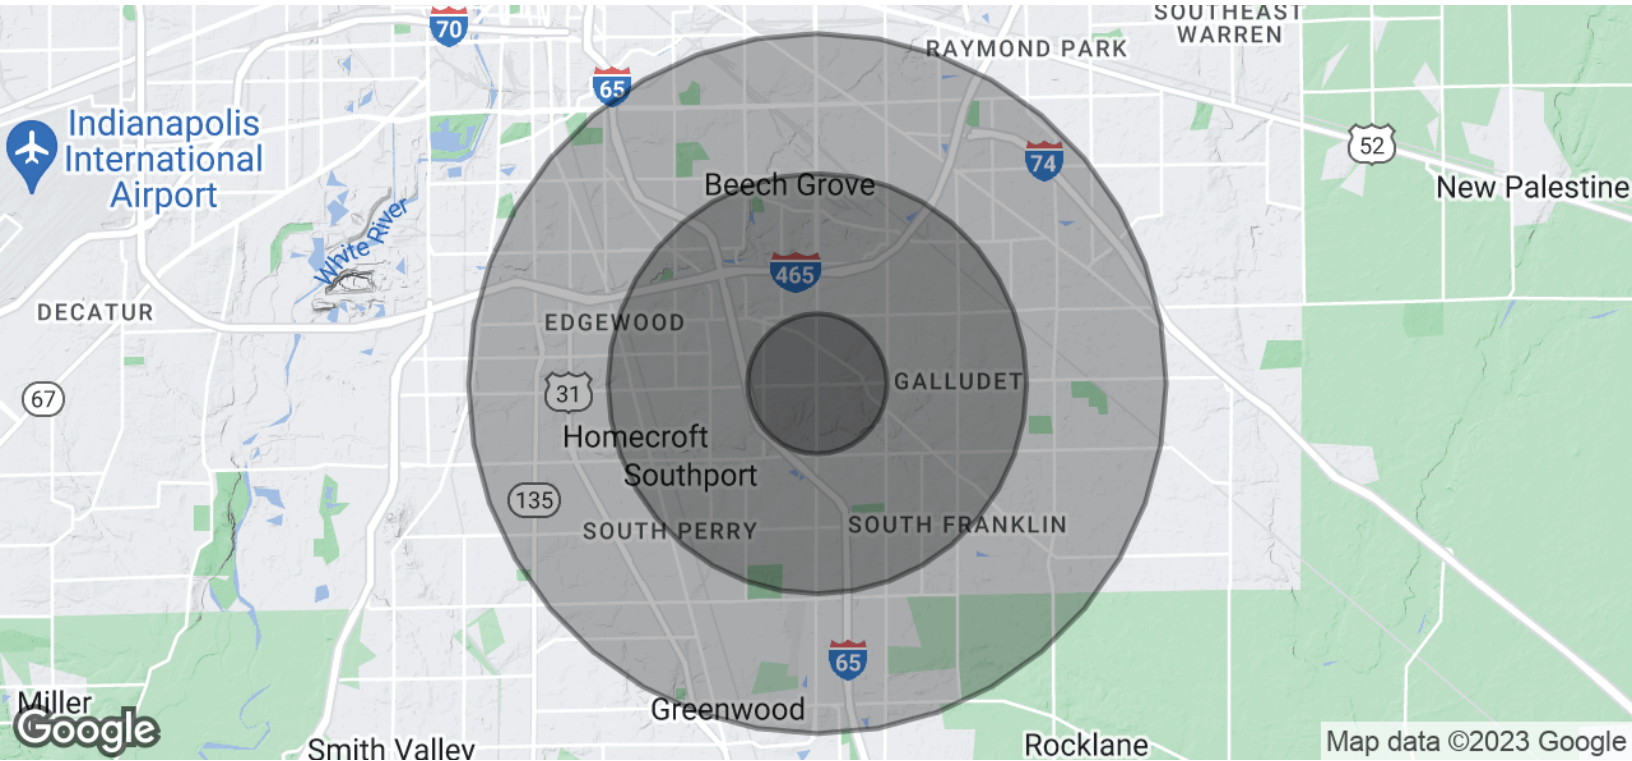 SOUTHEAST
WARREN
70
RAYMOND PARK
65
Indianapolis
International
Airport
52
74
Beech Grove
New Palestine
White River
465
DECATUR
EDGEWOOD
GALLUDET
31
67
Homecroft
Southport
135
SOUTH PERRY
SOUTH FRANKLIN
65
Miller
Greenwood
Google
Smith Valley
Rocklane
Map data ©2023 Google